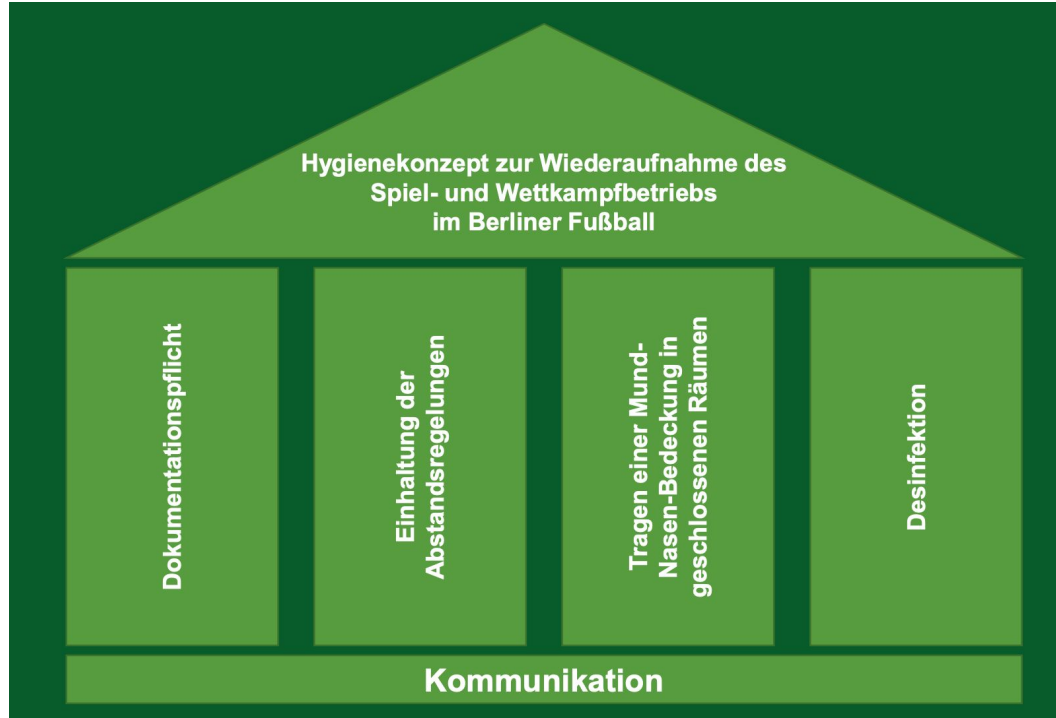 Hygienekonzept zur Wiederaufnahme des
Spiel- und Wettkampfbetriebs
im Berliner Fußball
Dokumentationspflicht
Einhaltung der
Abstandsregelungen
Tragen einer Mund-
Nasen-Bedeckung in
geschlossenen Räumen
Desinfektion
Kommunikation